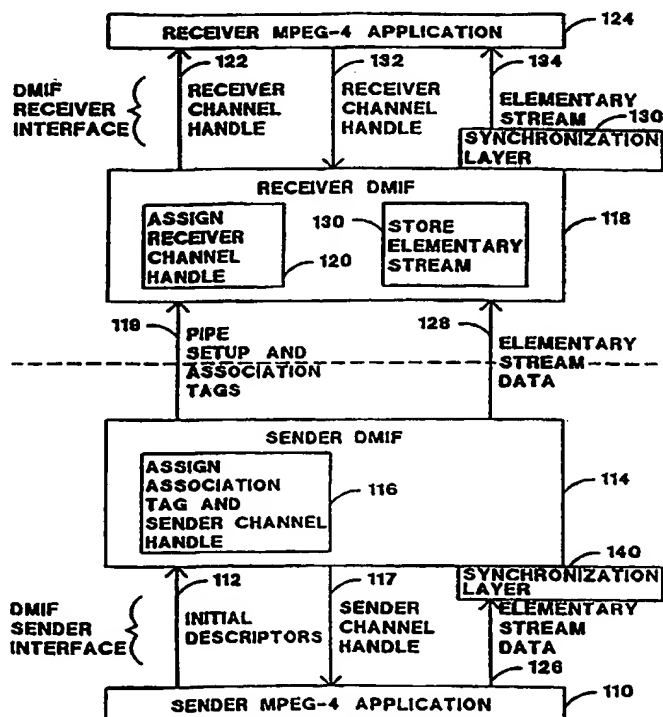 RECEIVER MPEG-4 APPLICATION
124
122
132
134
DMIF
RECEIVER
INTERFACE
RECEIVER
CHANNEL
HANDLE
RECEIVER
CHANNEL
HANDLE
ELEMENTARY
STREAM
130
SYNCHRONIZATION
LAYER
RECEIVER DMIF
118
ASSIGN
RECEIVER
CHANNEL
HANDLE
120
130
STORE
ELEMENTARY
STREAM
119
PIPE
SETUP AND
ASSOCIATION
TAGS
128
ELEMENTARY
STREAM
DATA
SENDER DMIF
114
ASSIGN
ASSOCIATION
TAG AND
SENDER CHANNEL
HANDLE
116
140
SYNCHRONIZATION
LAYER
112
117
DMIF
SENDER
INTERFACE
INITIAL
DESCRIPTORS
SENDER
CHANNEL
HANDLE
ELEMENTARY
STREAM
DATA
126
SENDER MPEG-4 APPLICATION
110